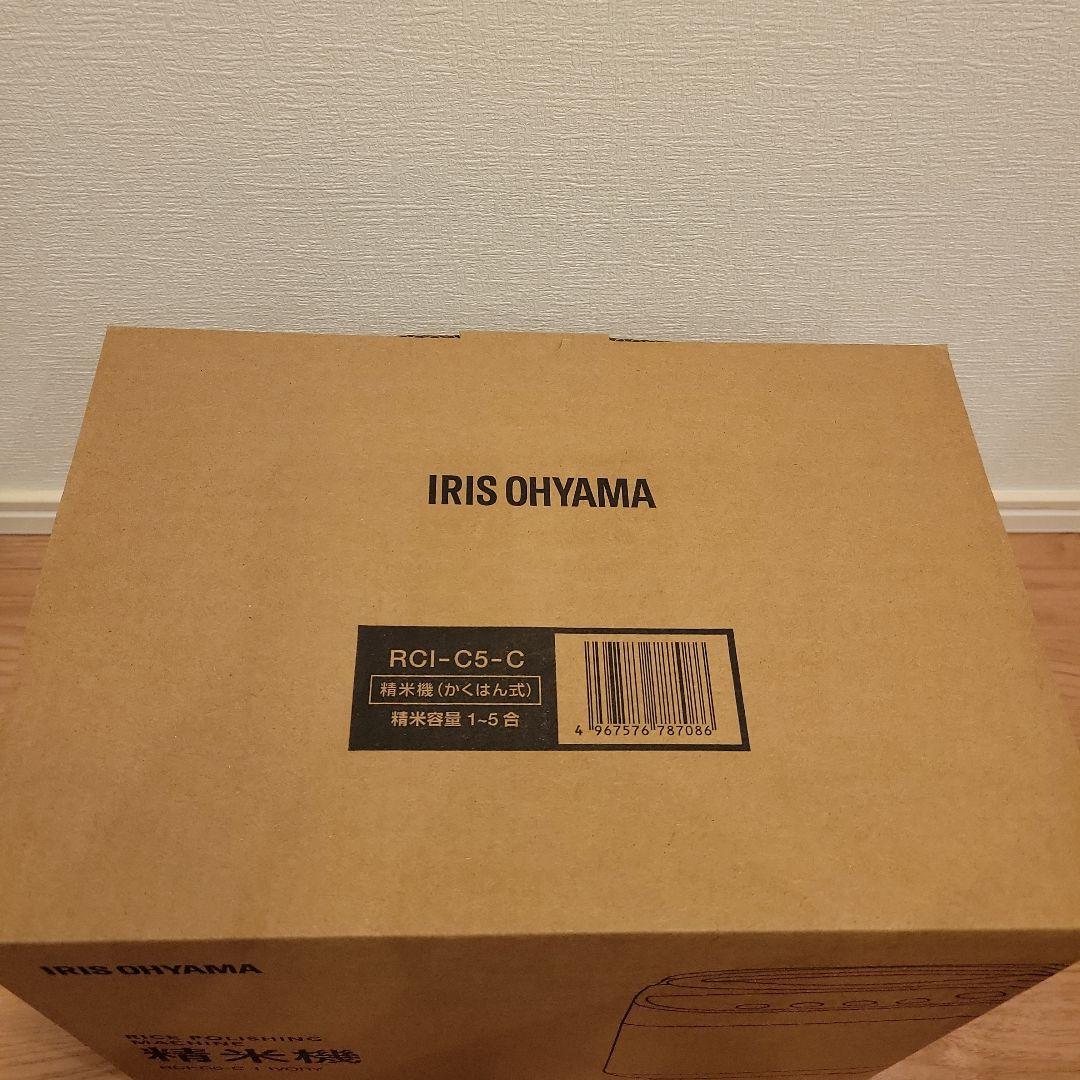 IRIS OHYAMA
RCI-C5-C
精米機(かくはん式)
精米容量 1~5 合
4 967576 787086
IRIS OHYAMA
RICE POLISHING
MACHINE
精米機